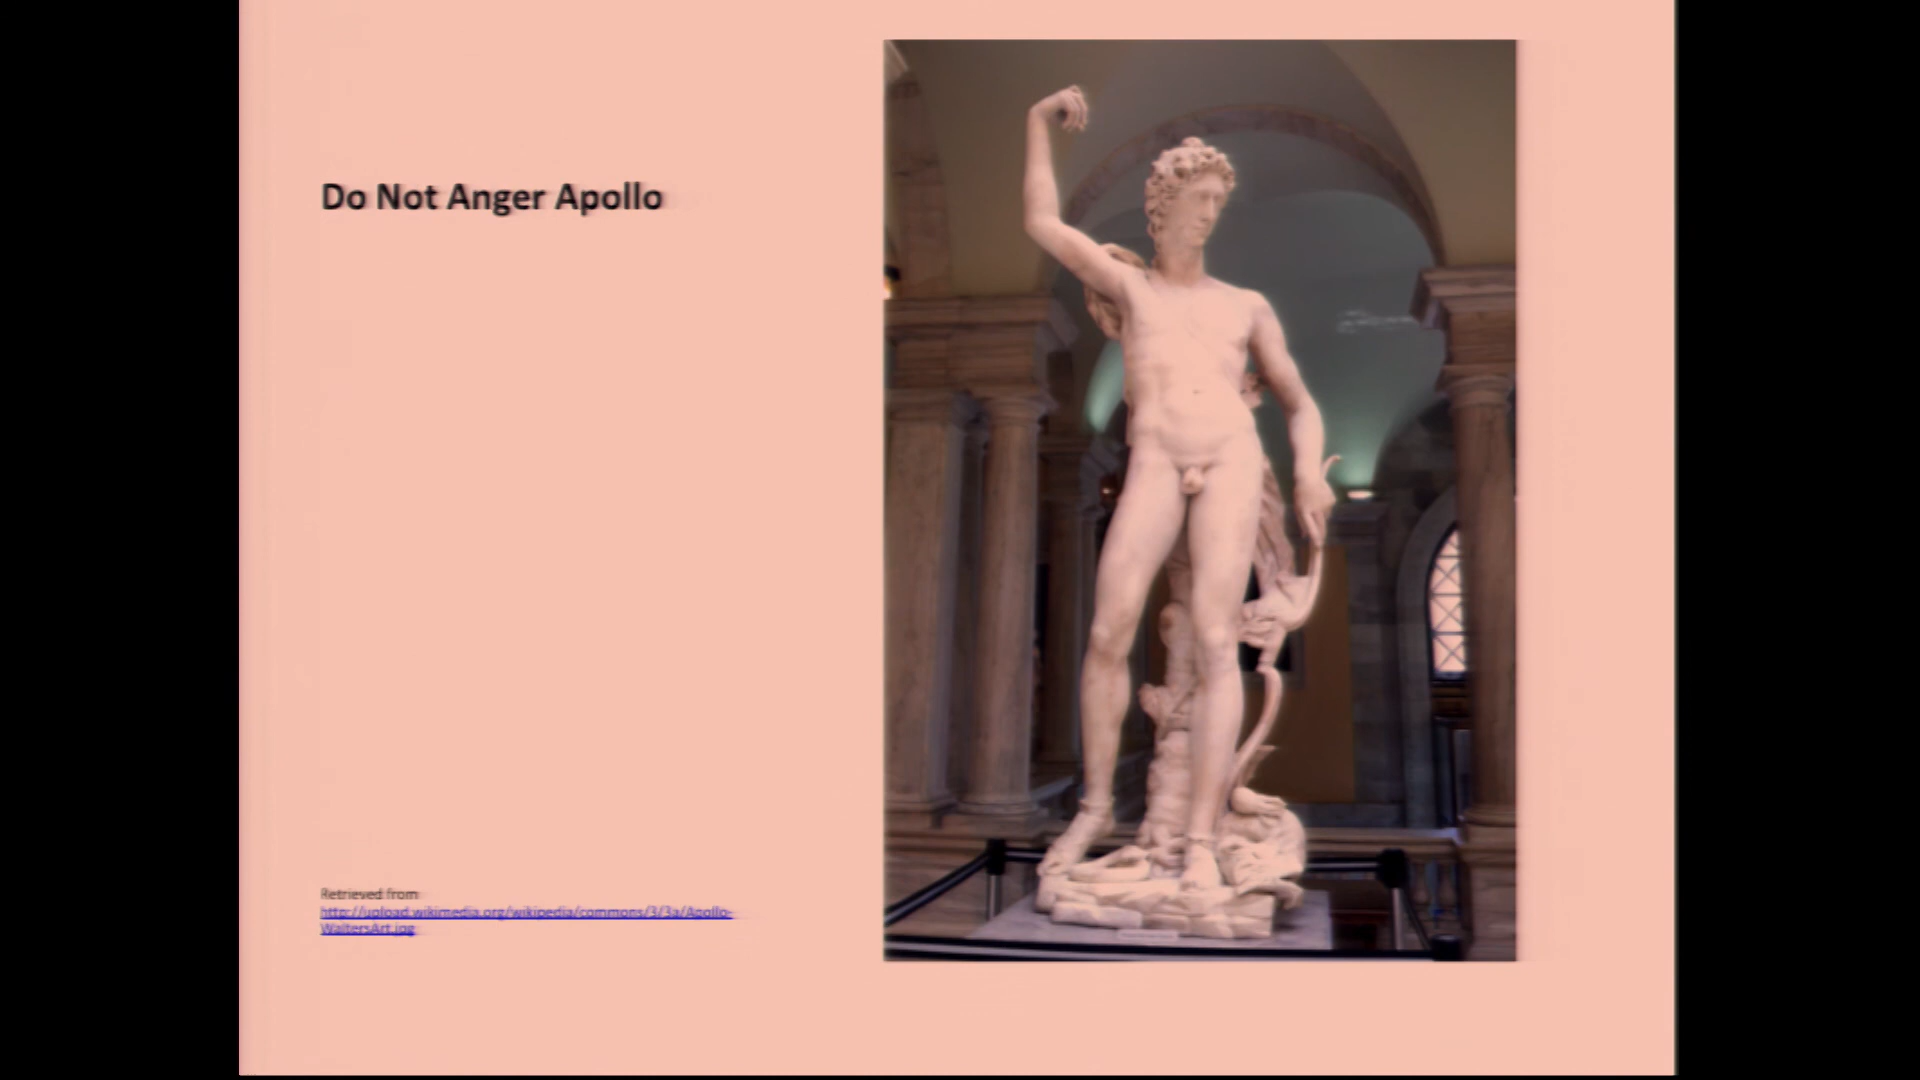 Do Not Anger Apollo
Retrieved from
http://upload.wikimedia.org/wikipedia/commons/3/3a/Apollo-
WaltersArt.jpg